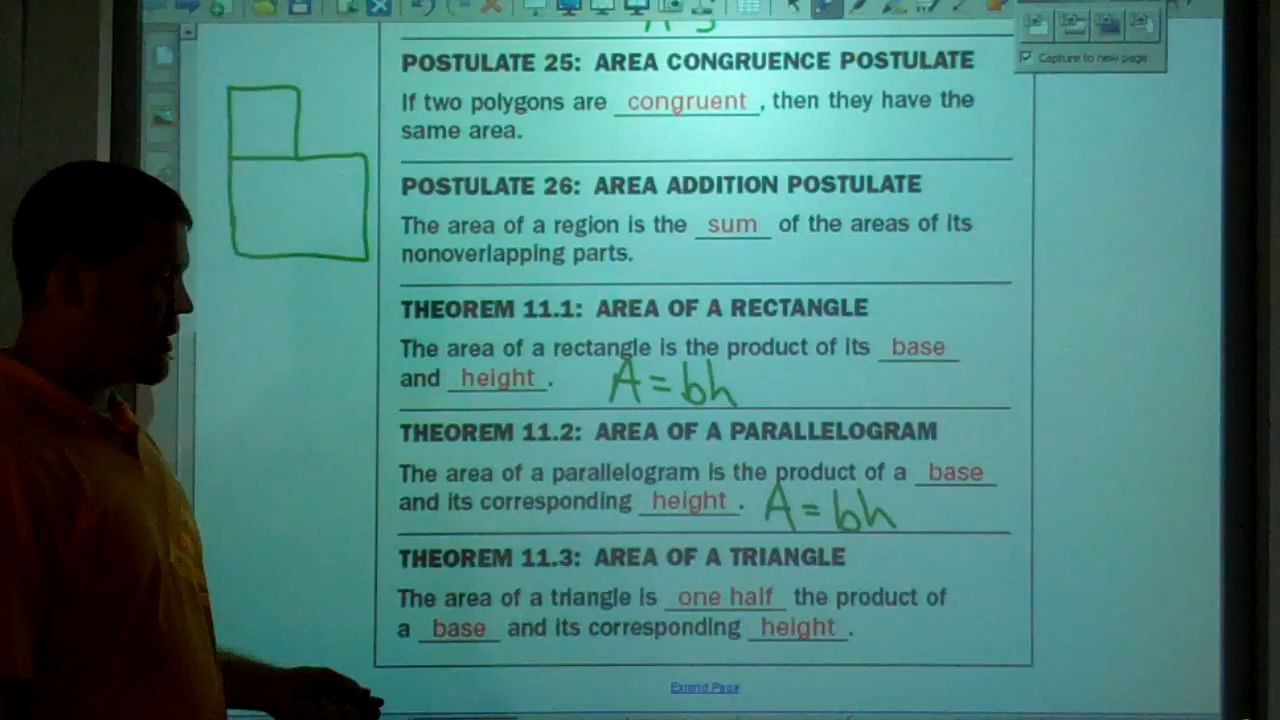 Capture to new page
POSTULATE 25: AREA CONGRUENCE POSTULATE
If two polygons are congruent, then they have the
same area.
POSTULATE 26: AREA ADDITION POSTULATE
The area of a region is the sum of the areas of its
nonoverlapping parts.
THEOREM 11.1: AREA OF A RECTANGLE
The area of a rectangle is the product of its base
and height. A = bh
THEOREM 11.2: AREA OF A PARALLELOGRAM
The area of a parallelogram is the product of a base
and its corresponding height. A = bh
THEOREM 11.3: AREA OF A TRIANGLE
The area of a triangle is one half the product of
a base and its corresponding height.
Extend Page